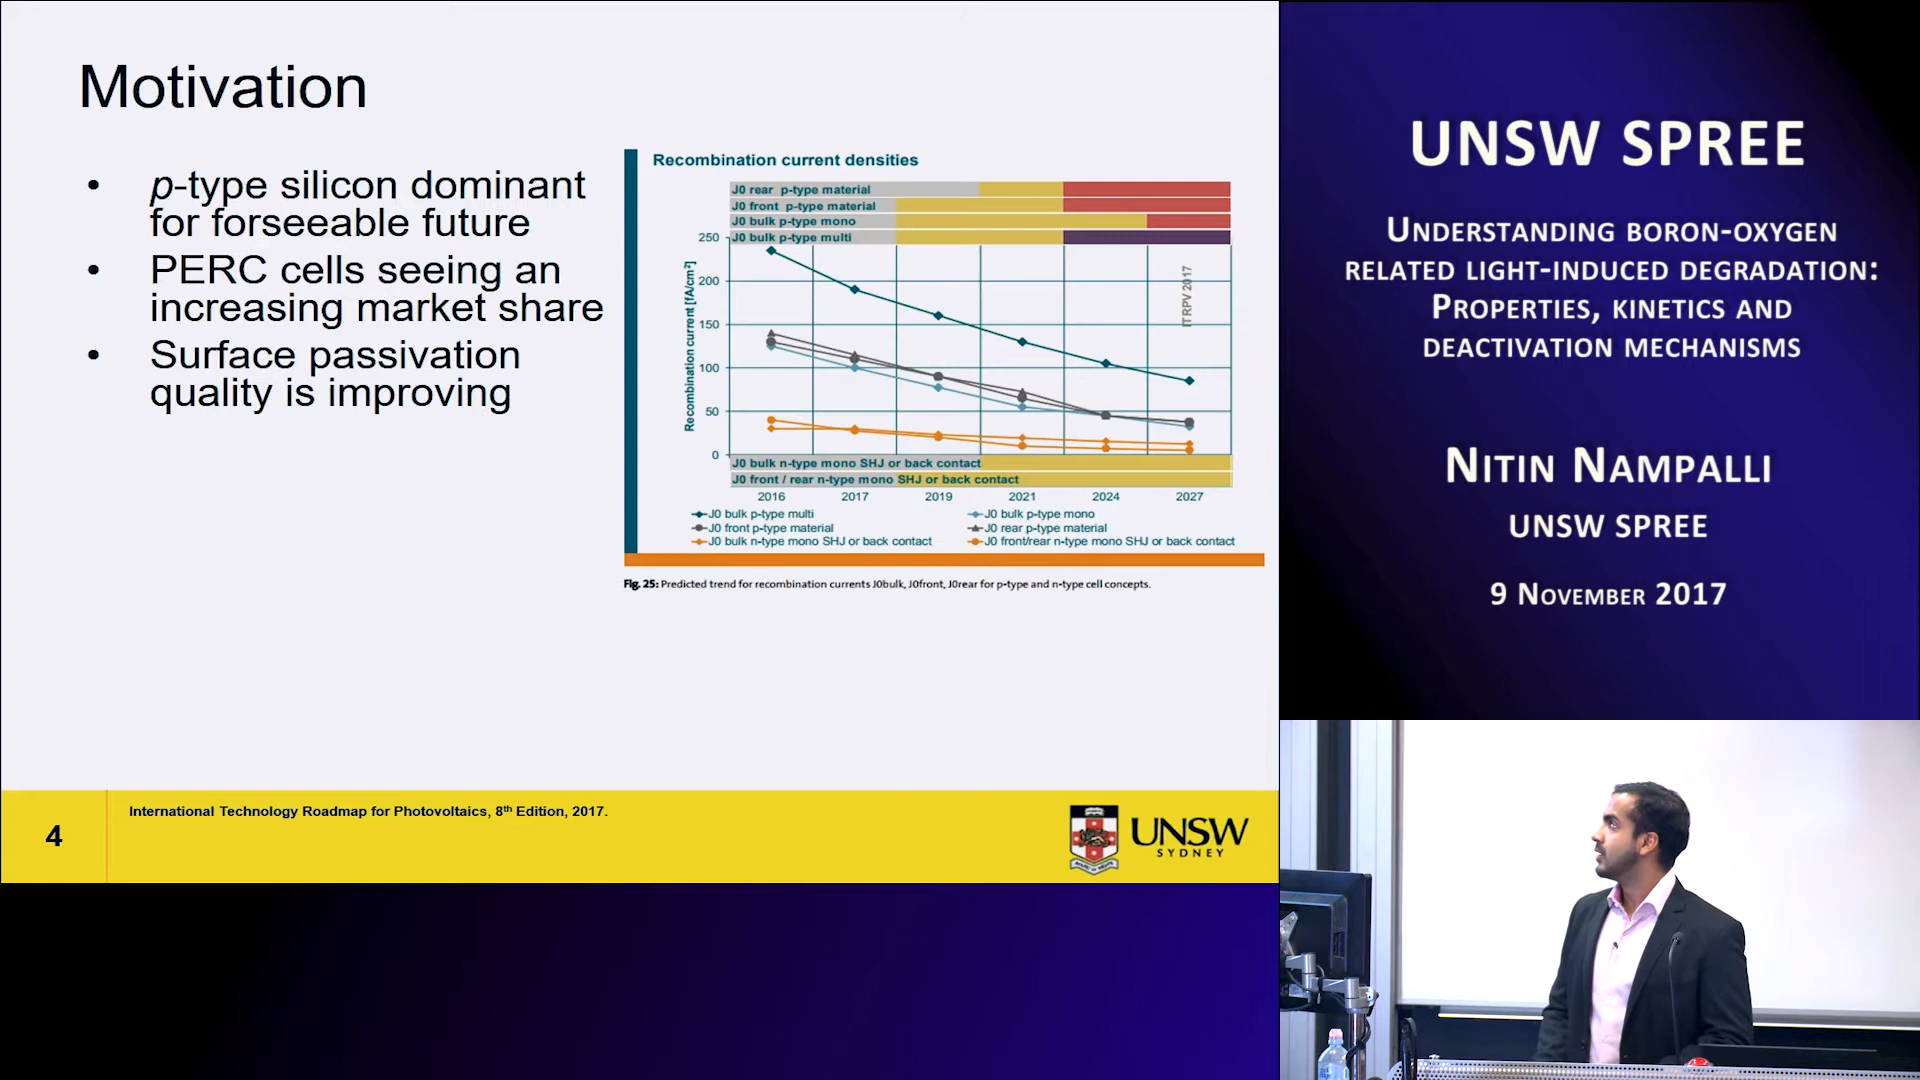 Motivation
• p-type silicon dominant
for forseeable future
• PERC cells seeing an
increasing market share
• Surface passivation
quality is improving
Recombination current densities
J0 rear p-type material
J0 front p-type material
J0 bulk p-type mono
J0 bulk p-type multi
Recombination current [fA/cm²]
250
200
150
100
50
0
ITRPV 2017
J0 bulk n-type mono SHJ or back contact
J0 front / rear n-type mono SHJ or back contact
2016 2017 2019 2021 2024 2027
J0 bulk p-type multi J0 bulk p-type mono
J0 front p-type material J0 rear p-type material
J0 bulk n-type mono SHJ or back contact J0 front/rear n-type mono SHJ or back contact
Fig. 25: Predicted trend for recombination currents J0bulk, J0front, J0rear for p-type and n-type cell concepts.
4
International Technology Roadmap for Photovoltaics, 8th Edition, 2017.
UNSW
SYDNEY
UNSW SPREE
Understanding boron-oxygen
related light-induced degradation:
Properties, kinetics and
deactivation mechanisms
Nitin Nampalli
UNSW SPREE
9 November 2017